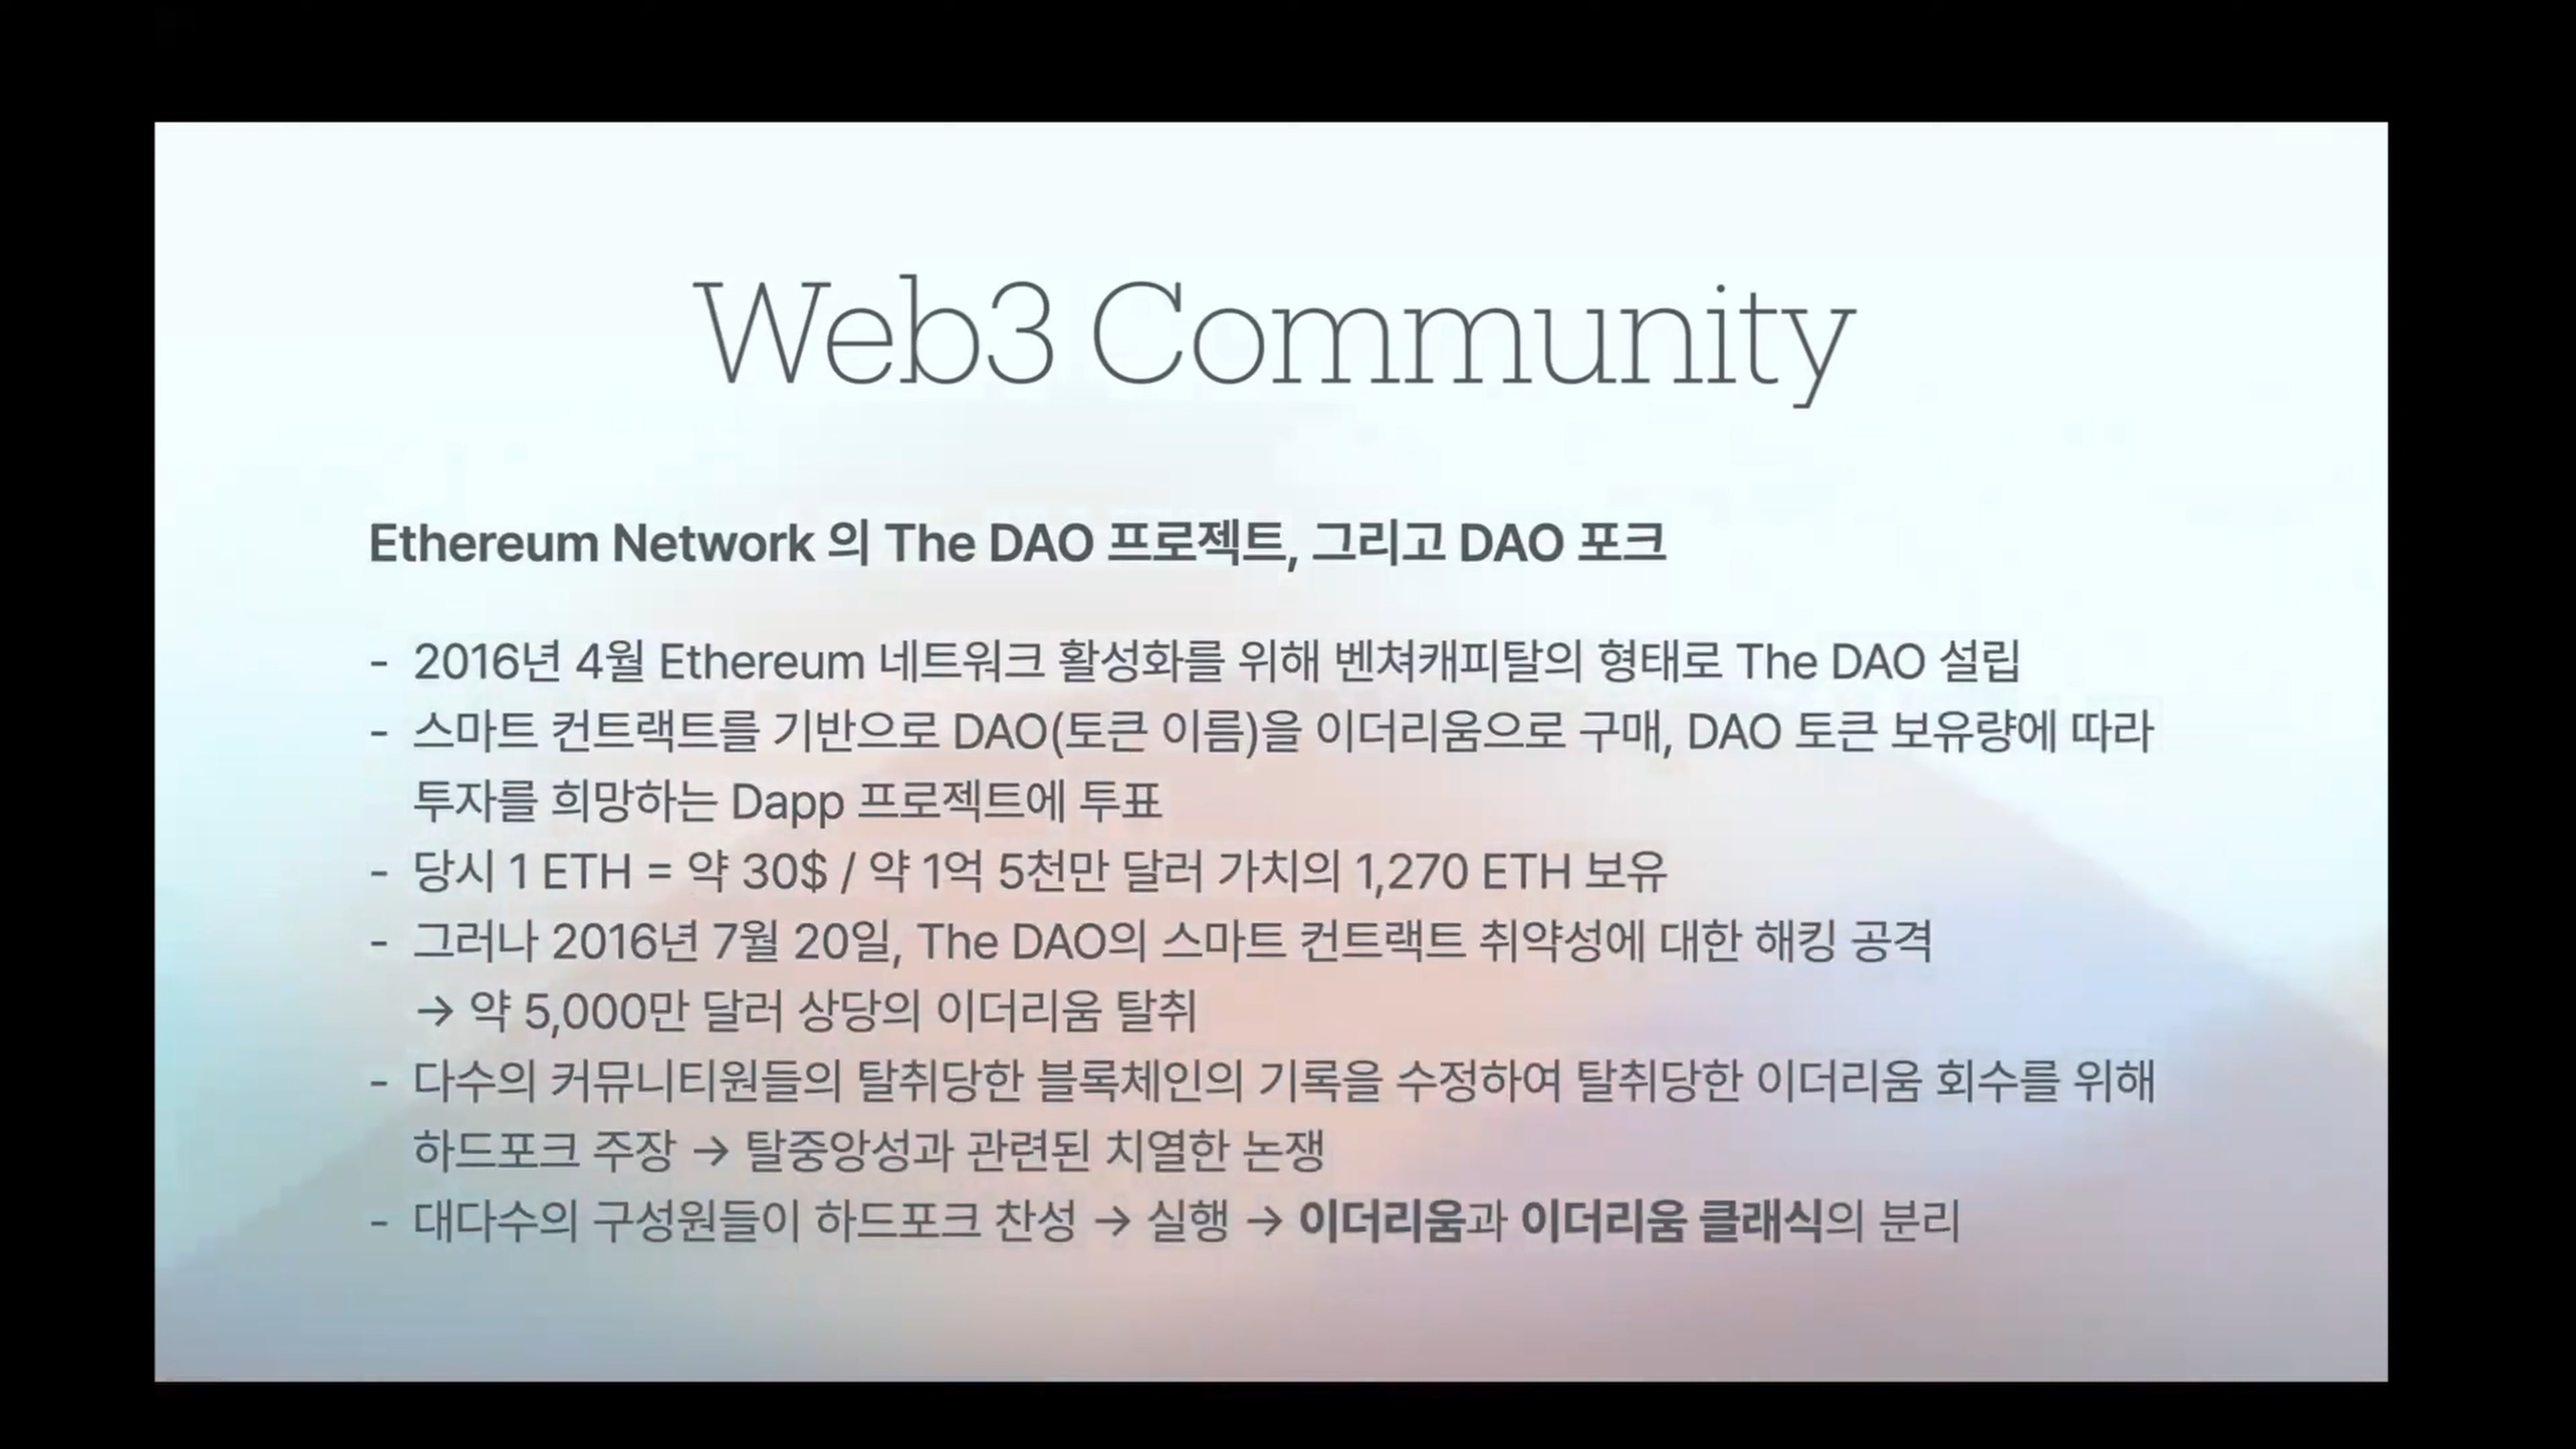 Web3 Community
Ethereum Network 의 The DAO 프로젝트, 그리고 DAO 포크
- 2016년 4월 Ethereum 네트워크 활성화를 위해 벤쳐캐피탈의 형태로 The DAO 설립
- 스마트 컨트랙트를 기반으로 DAO(토큰 이름)을 이더리움으로 구매, DAO 토큰 보유량에 따라
투자를 희망하는 Dapp 프로젝트에 투표
- 당시 1 ETH = 약 30$ / 약 1억 5천만 달러 가치의 1,270 ETH 보유
- 그러나 2016년 7월 20일, The DAO의 스마트 컨트랙트 취약성에 대한 해킹 공격
→ 약 5,000만 달러 상당의 이더리움 탈취
- 다수의 커뮤니티원들의 탈취당한 블록체인의 기록을 수정하여 탈취당한 이더리움 회수를 위해
하드포크 주장 → 탈중앙성과 관련된 치열한 논쟁
- 대다수의 구성원들이 하드포크 찬성 → 실행 → 이더리움과 이더리움 클래식의 분리